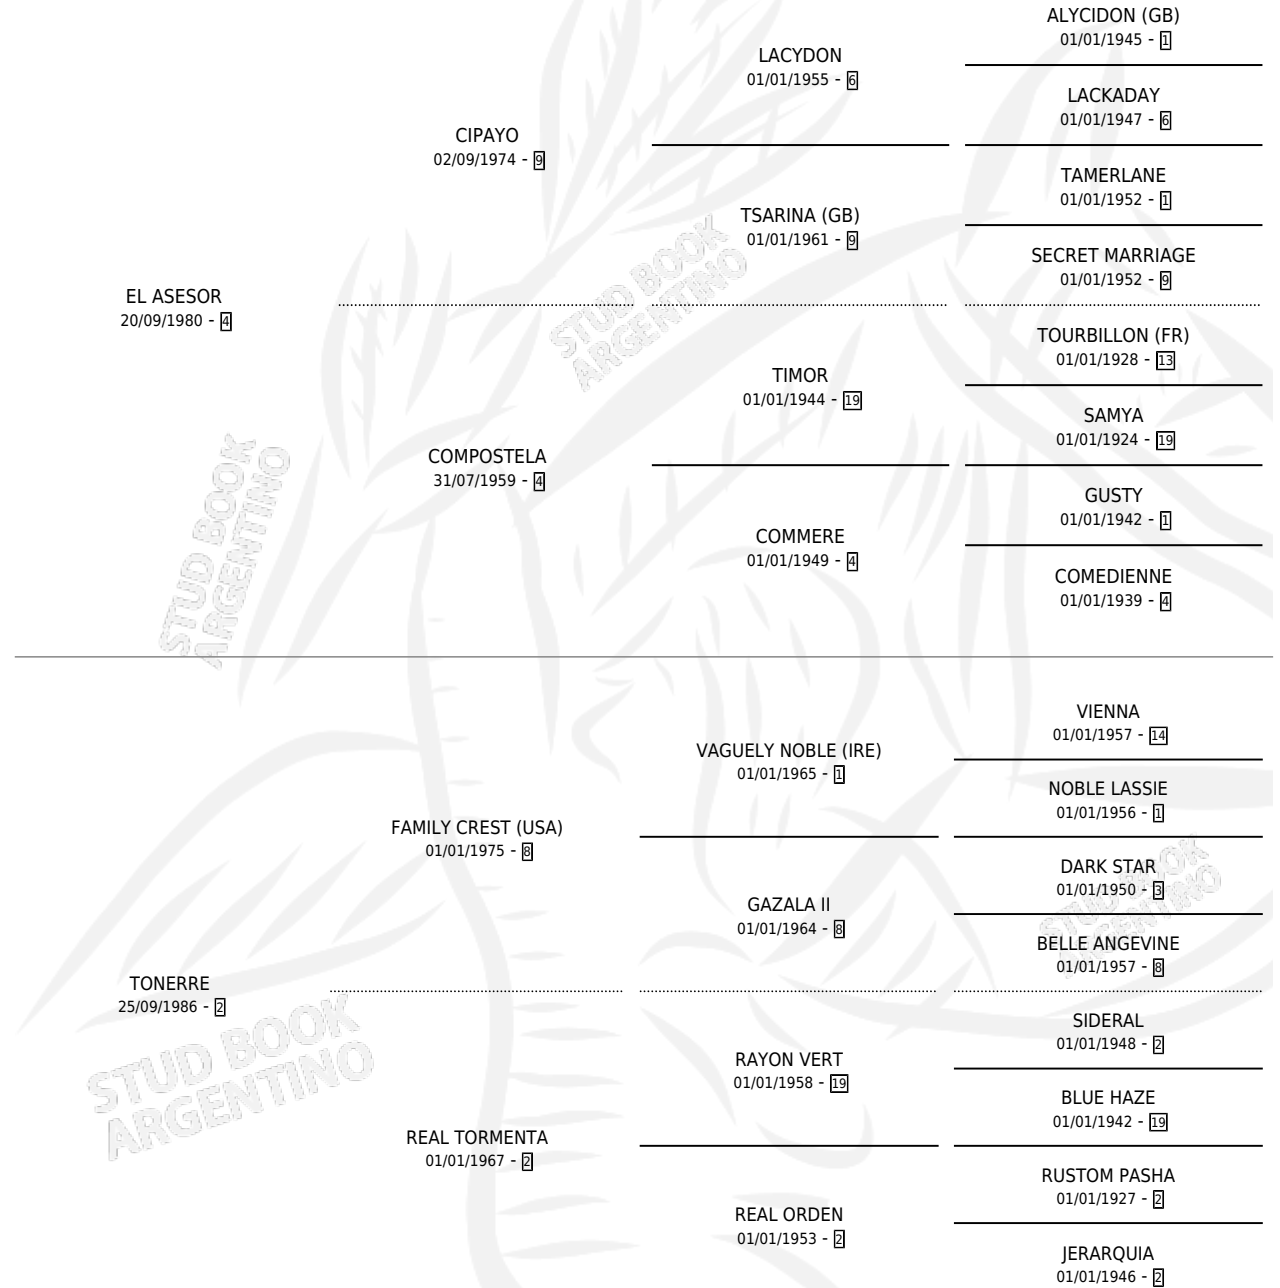 ALYCIDON (GB)
01/01/1945 - 1
LACYDON
01/01/1955 - 6
LACKADAY
01/01/1947 - 6
CIPAYO
02/09/1974 - 9
TAMERLANE
01/01/1952 - 1
TSARINA (GB)
01/01/1961 - 9
SECRET MARRIAGE
01/01/1952 - 9
EL ASESOR
20/09/1980 - 4
STUD BOOK
ARGENTINO
TOURBILLON (FR)
01/01/1928 - 13
TIMOR
01/01/1944 - 19
SAMYA
01/01/1924 - 19
COMPOSTELA
31/07/1959 - 4
GUSTY
01/01/1942 - 1
COMMERE
01/01/1949 - 4
COMEDIENNE
01/01/1939 - 4
STUD BOOK
ARGENTINO
VIENNA
01/01/1957 - 14
VAGUELY NOBLE (IRE)
01/01/1965 - 1
NOBLE LASSIE
01/01/1956 - 1
FAMILY CREST (USA)
01/01/1975 - 8
DARK STAR
01/01/1950 - 3
GAZALA II
01/01/1964 - 8
STUD BOOK
ARGENTINO
BELLE ANGEVINE
01/01/1957 - 8
TONERRE
25/09/1986 - 2
SIDERAL
01/01/1948 - 2
STUD BOOK
ARGENTINO
RAYON VERT
01/01/1958 - 19
BLUE HAZE
01/01/1942 - 19
REAL TORMENTA
01/01/1967 - 2
RUSTOM PASHA
01/01/1927 - 2
REAL ORDEN
01/01/1953 - 2
JERARQUIA
01/01/1946 - 2